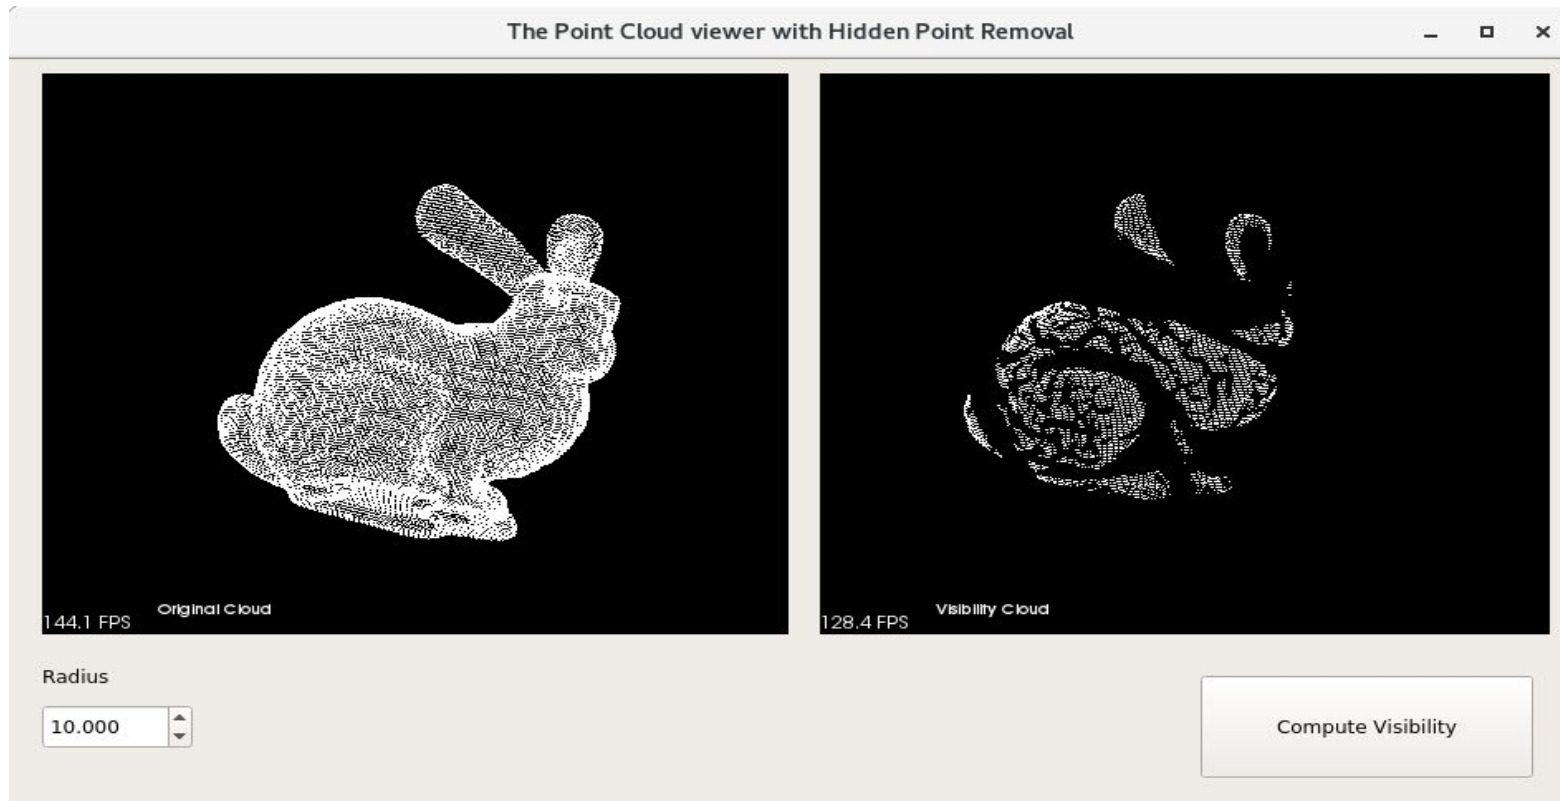 The Point Cloud viewer with Hidden Point Removal
Original Cloud
144.1 FPS
Visibility Cloud
128.4 FPS
Radius
10.000
Compute Visibility